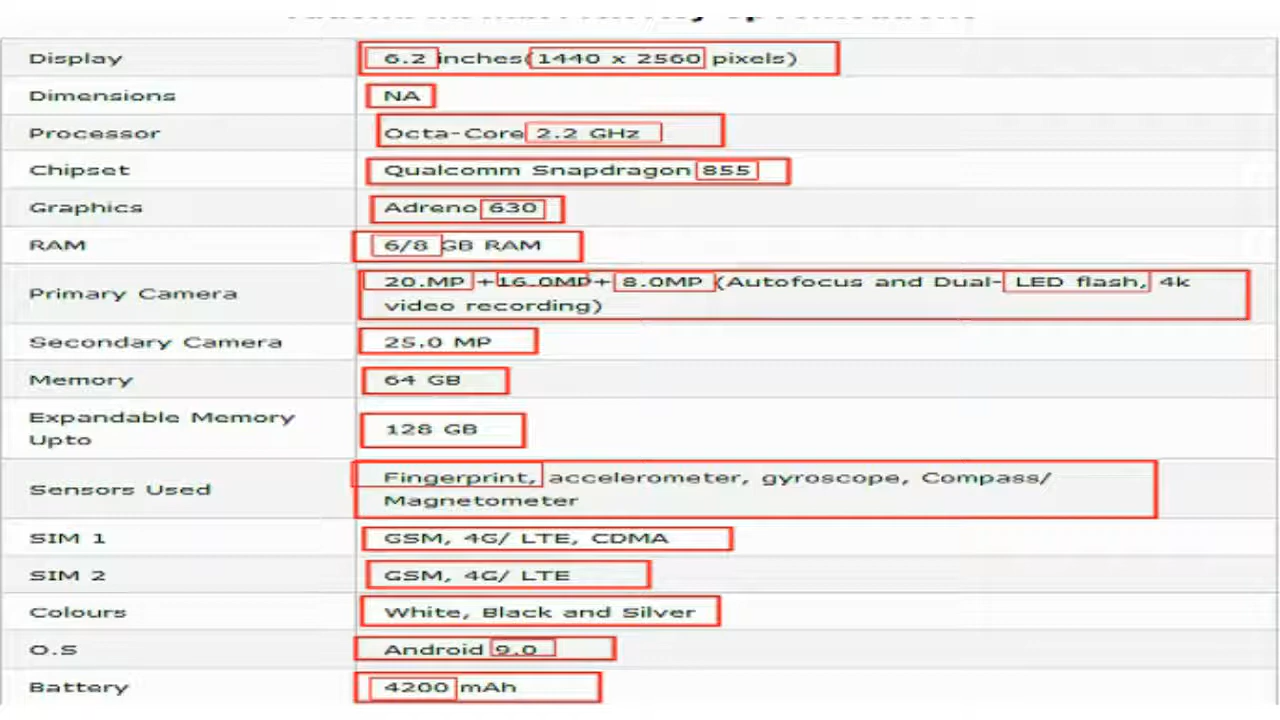 Display 6.2 inches(1440 x 2560 pixels)
Dimensions NA
Processor Octa-Core 2.2 GHz
Chipset Qualcomm Snapdragon 855
Graphics Adreno 630
RAM 6/8 GB RAM
Primary Camera 20.MP +16.0MP+ 8.0MP (Autofocus and Dual- LED flash, 4k
video recording)
Secondary Camera 25.0 MP
Memory 64 GB
Expandable Memory
Upto 128 GB
Sensors Used Fingerprint, accelerometer, gyroscope, Compass/
Magnetometer
SIM 1 GSM, 4G/ LTE, CDMA
SIM 2 GSM, 4G/ LTE
Colours White, Black and Silver
O.S Android 9.0
Battery 4200 mAh